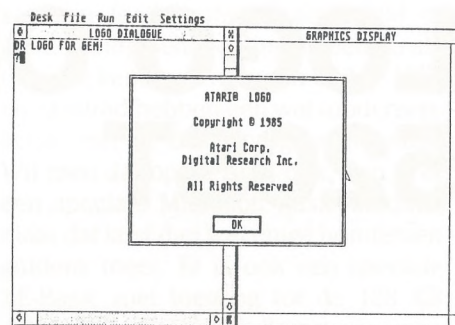 Desk File Run Edit Settings
LOGO DIALOGUE
GRAPHICS DISPLAY
DR LOGO FOR GEM!
?
ATARI® LOGO
Copyright © 1985
Atari Corp.
Digital Research Inc.
All Rights Reserved
OK